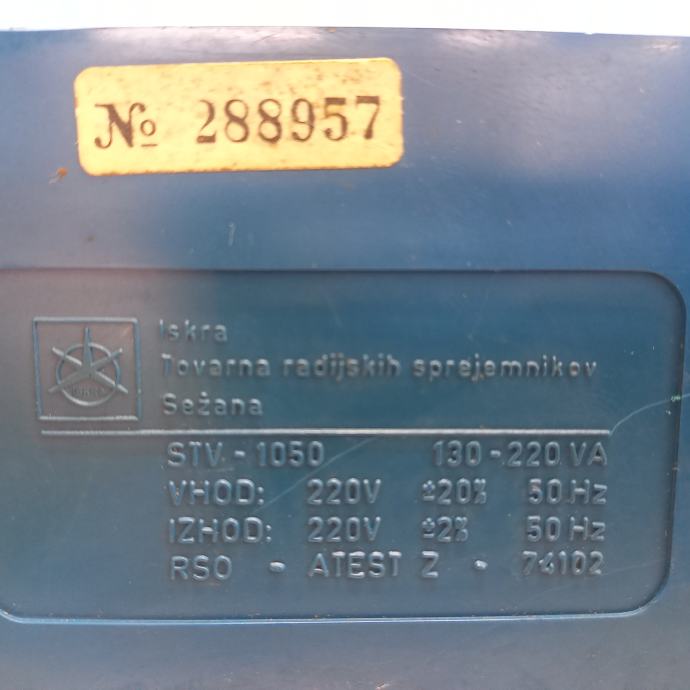 № 288957
Iskra
Tovarna radijskih sprejemnikov
Sežana
STV - 1050 130 - 220 VA
VHOD: 220V ±20% 50 Hz
IZHOD: 220V ±2% 50 Hz
RSO - ATEST Z - 74102